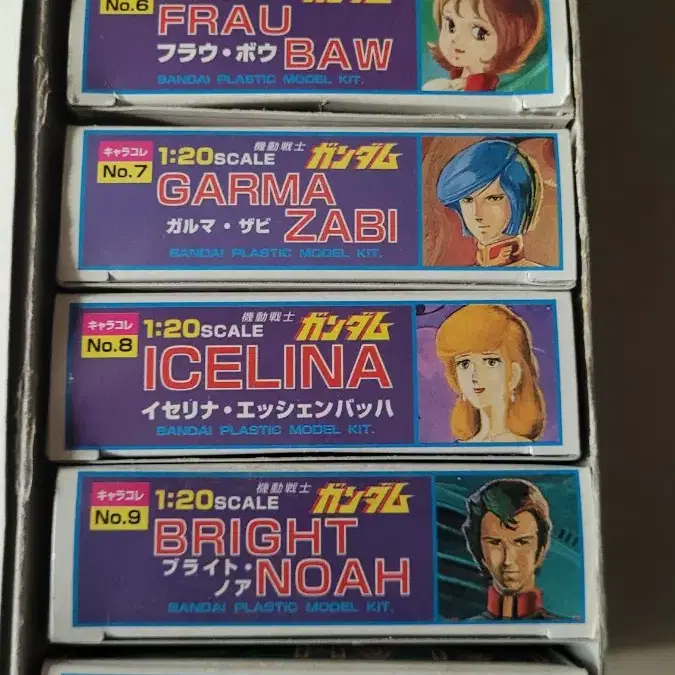 No.6
FRAU
フラウ・ボウ BAW
BANDAI PLASTIC MODEL KIT.
キャラコレ
No.7
1:20SCALE 機動戦士 ガンダム
GARMA
ガルマ・ザビ ZABI
BANDAI PLASTIC MODEL KIT.
キャラコレ
No.8
1:20SCALE 機動戦士 ガンダム
ICELINA
イセリナ・エッシェンバッハ
BANDAI PLASTIC MODEL KIT.
キャラコレ
No.9
1:20SCALE 機動戦士 ガンダム
BRIGHT
ブライト・
ノア NOAH
BANDAI PLASTIC MODEL KIT.